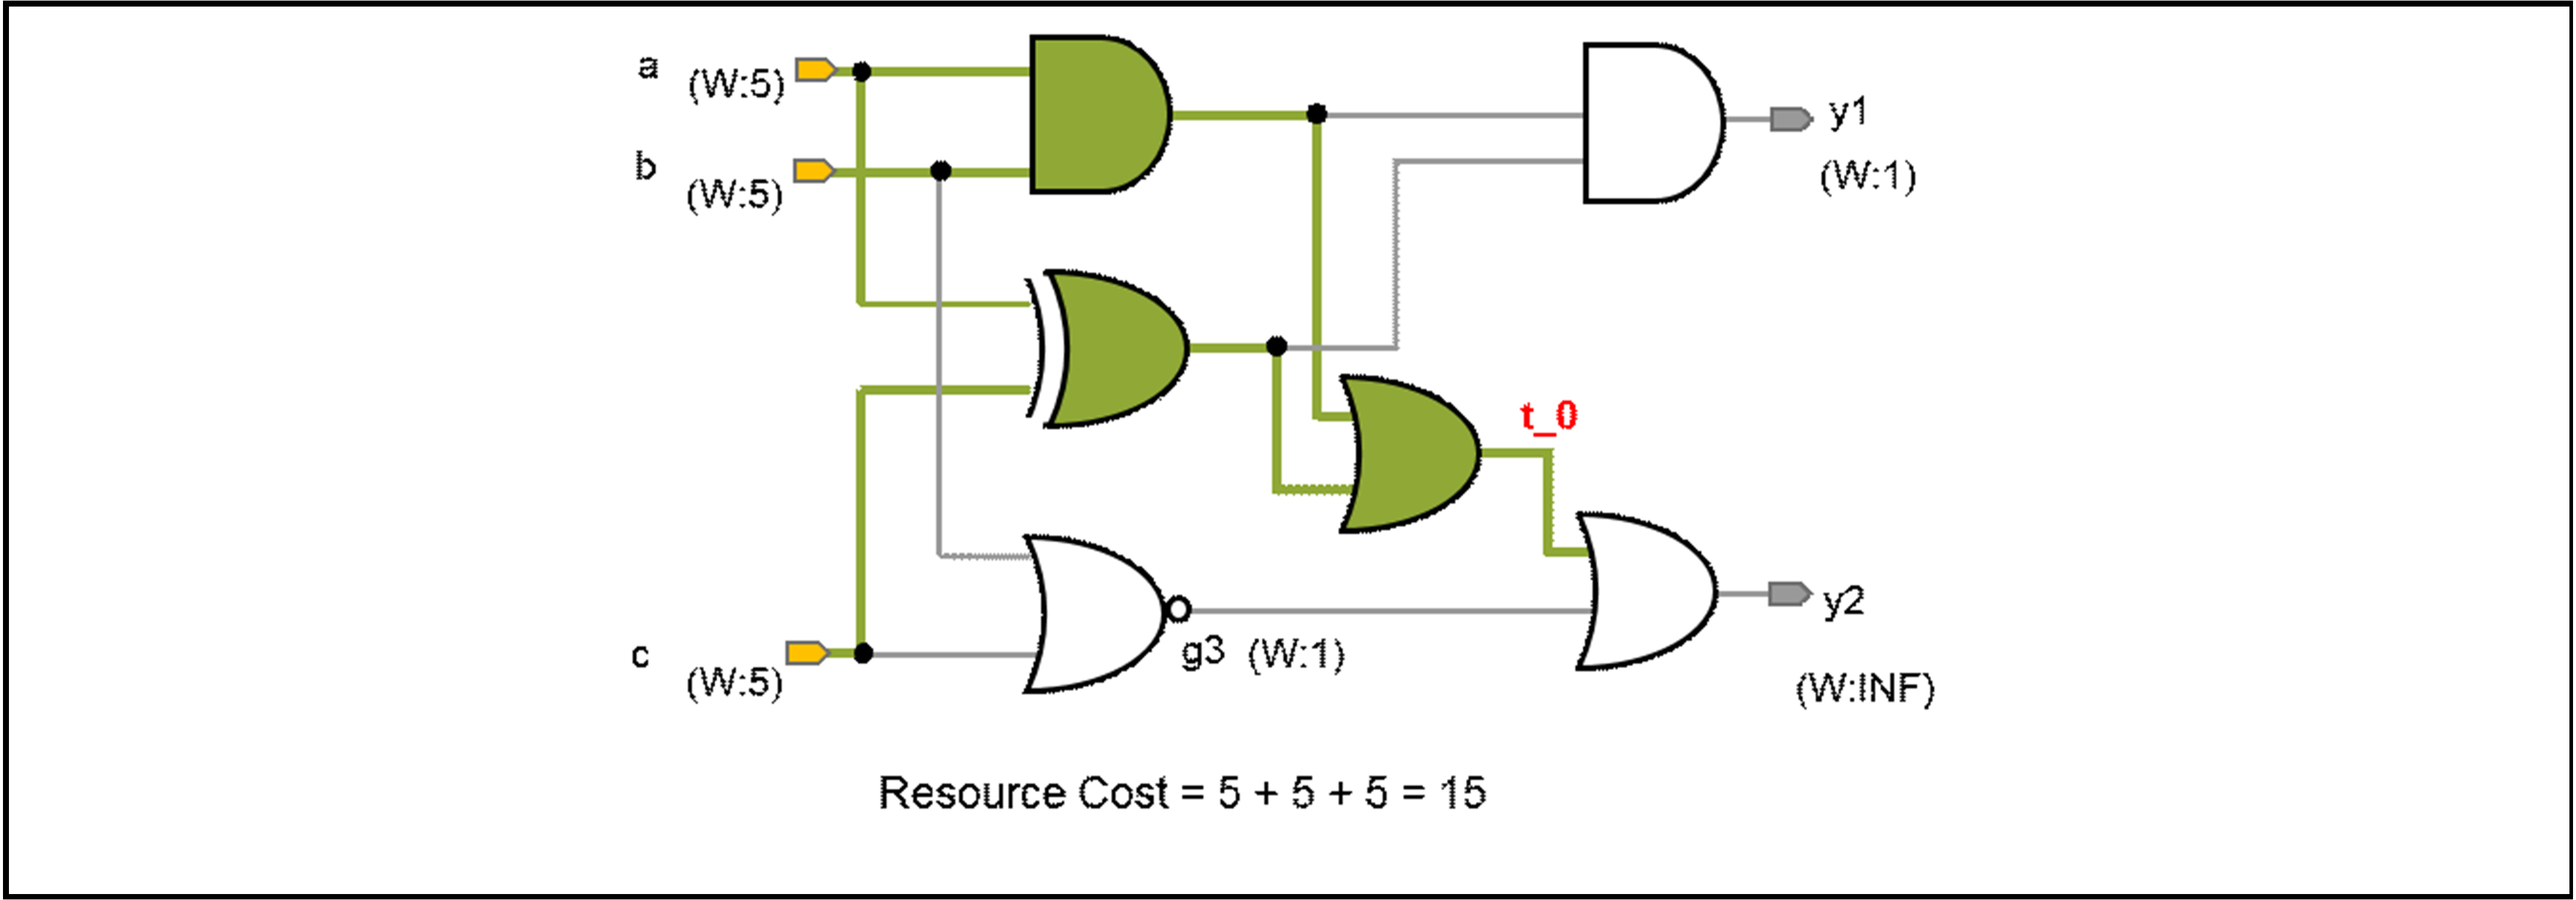 a (W:5)
b (W:5)
y1
(W:1)
t_0
c (W:5)
g3 (W:1)
y2
(W:INF)
Resource Cost = 5 + 5 + 5 = 15